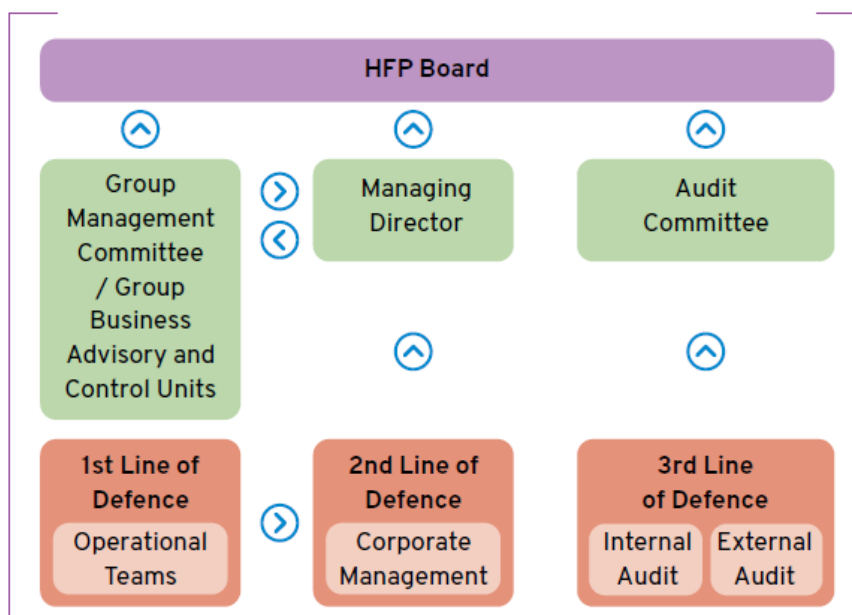 HFP Board
Group
Management
Committee
/ Group
Business
Advisory and
Control Units
Managing
Director
Audit
Committee
1st Line of
Defence
Operational
Teams
2nd Line of
Defence
Corporate
Management
3rd Line
of Defence
Internal
Audit
External
Audit